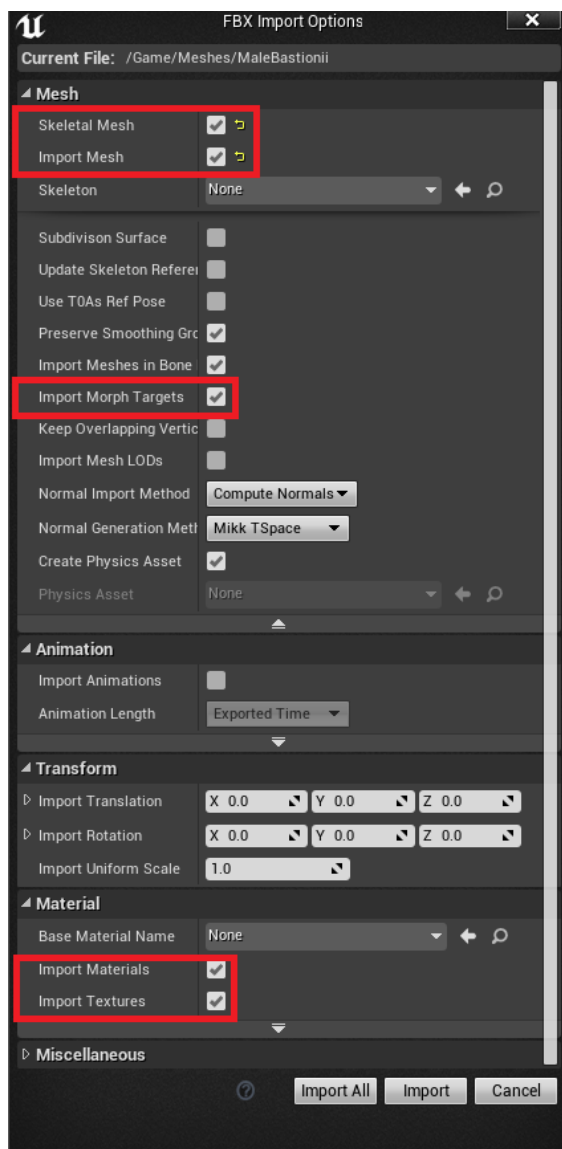 FBX Import Options
Current File: /Game/Meshes/MaleBastionii
Mesh
Skeletal Mesh
Import Mesh
Skeleton None
Subdivison Surface
Update Skeleton Referen
Use T0As Ref Pose
Preserve Smoothing Gro
Import Meshes in Bone
Import Morph Targets
Keep Overlapping Vertic
Import Mesh LODs
Normal Import Method Compute Normals
Normal Generation Meth Mikk TSpace
Create Physics Asset
Physics Asset None
Animation
Import Animations
Animation Length Exported Time
Transform
Import Translation X 0.0 Y 0.0 Z 0.0
Import Rotation X 0.0 Y 0.0 Z 0.0
Import Uniform Scale 1.0
Material
Base Material Name None
Import Materials
Import Textures
Miscellaneous
Import All Import Cancel